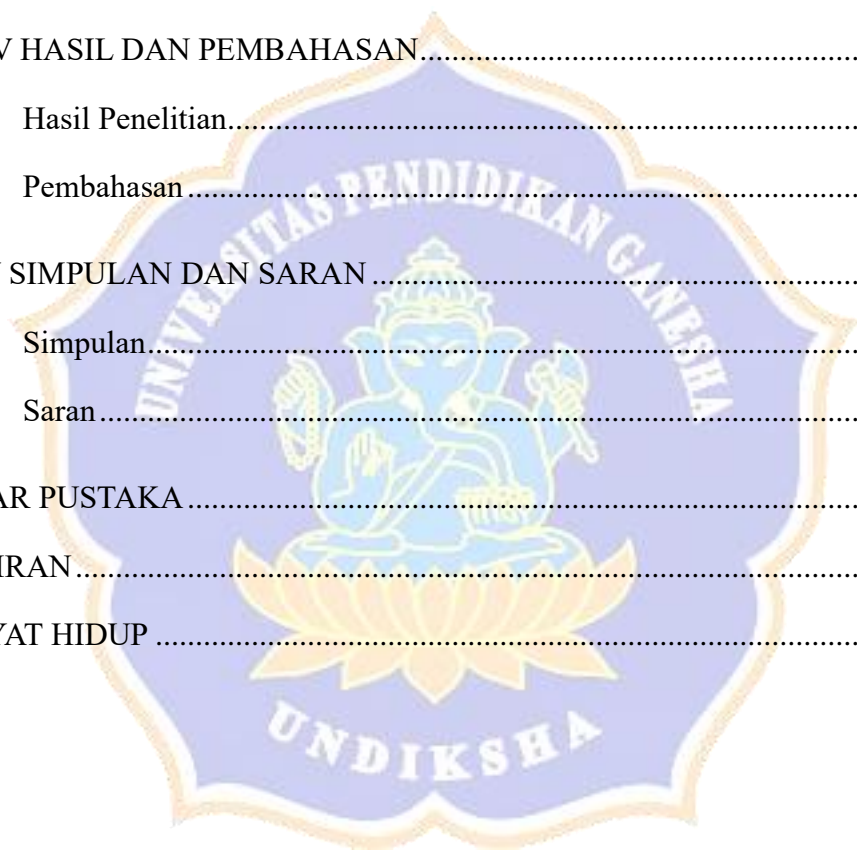 V HASIL DAN PEMBAHASAN
Hasil Penelitian
Pembahasan
UNIVERSITAS PENDIDIKAN GANESHA
SIMPULAN DAN SARAN
Simpulan
Saran
AR PUSTAKA
IRAN
YAT HIDUP
UNDIKSHA